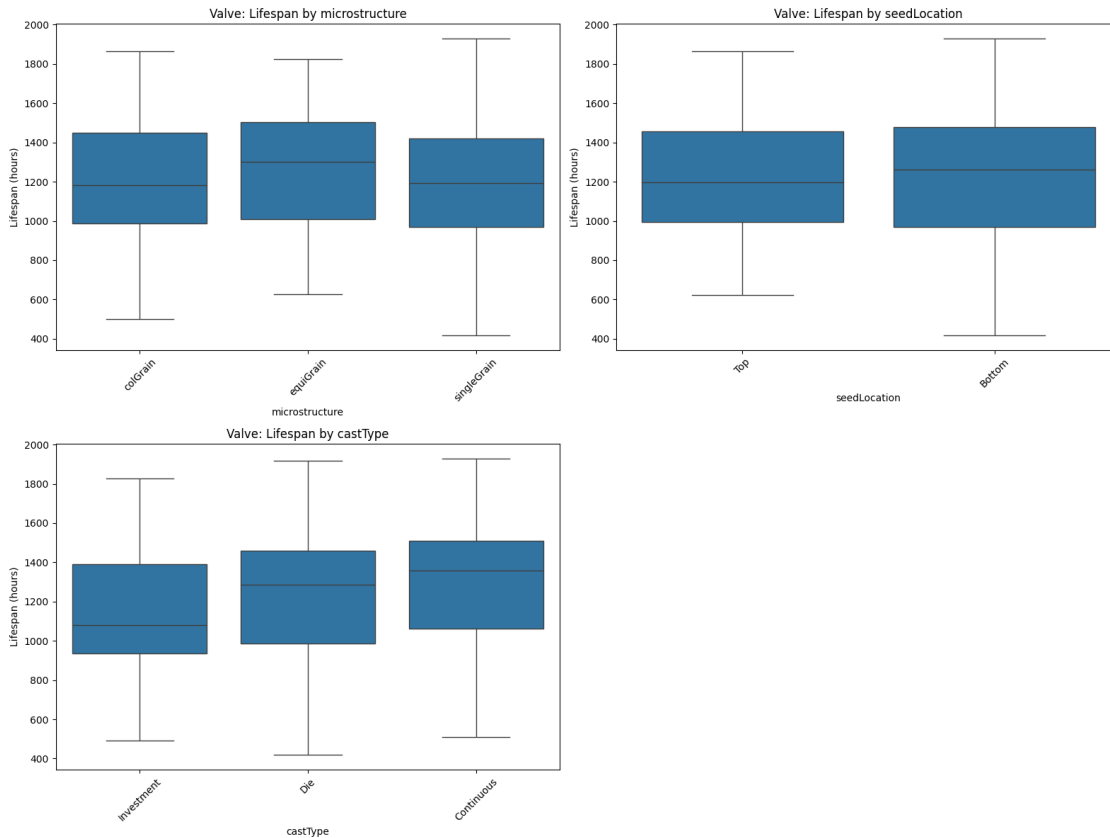 Valve: Lifespan by microstructure
2000
1800
1600
1400
1200
1000
800
600
400
Lifespan (hours)
colGrain
equiGrain
singleGrain
microstructure
Valve: Lifespan by seedLocation
2000
1800
1600
1400
1200
1000
800
600
400
Lifespan (hours)
Top
Bottom
seedLocation
Valve: Lifespan by castType
2000
1800
1600
1400
1200
1000
800
600
400
Lifespan (hours)
Investment
Die
Continuous
castType